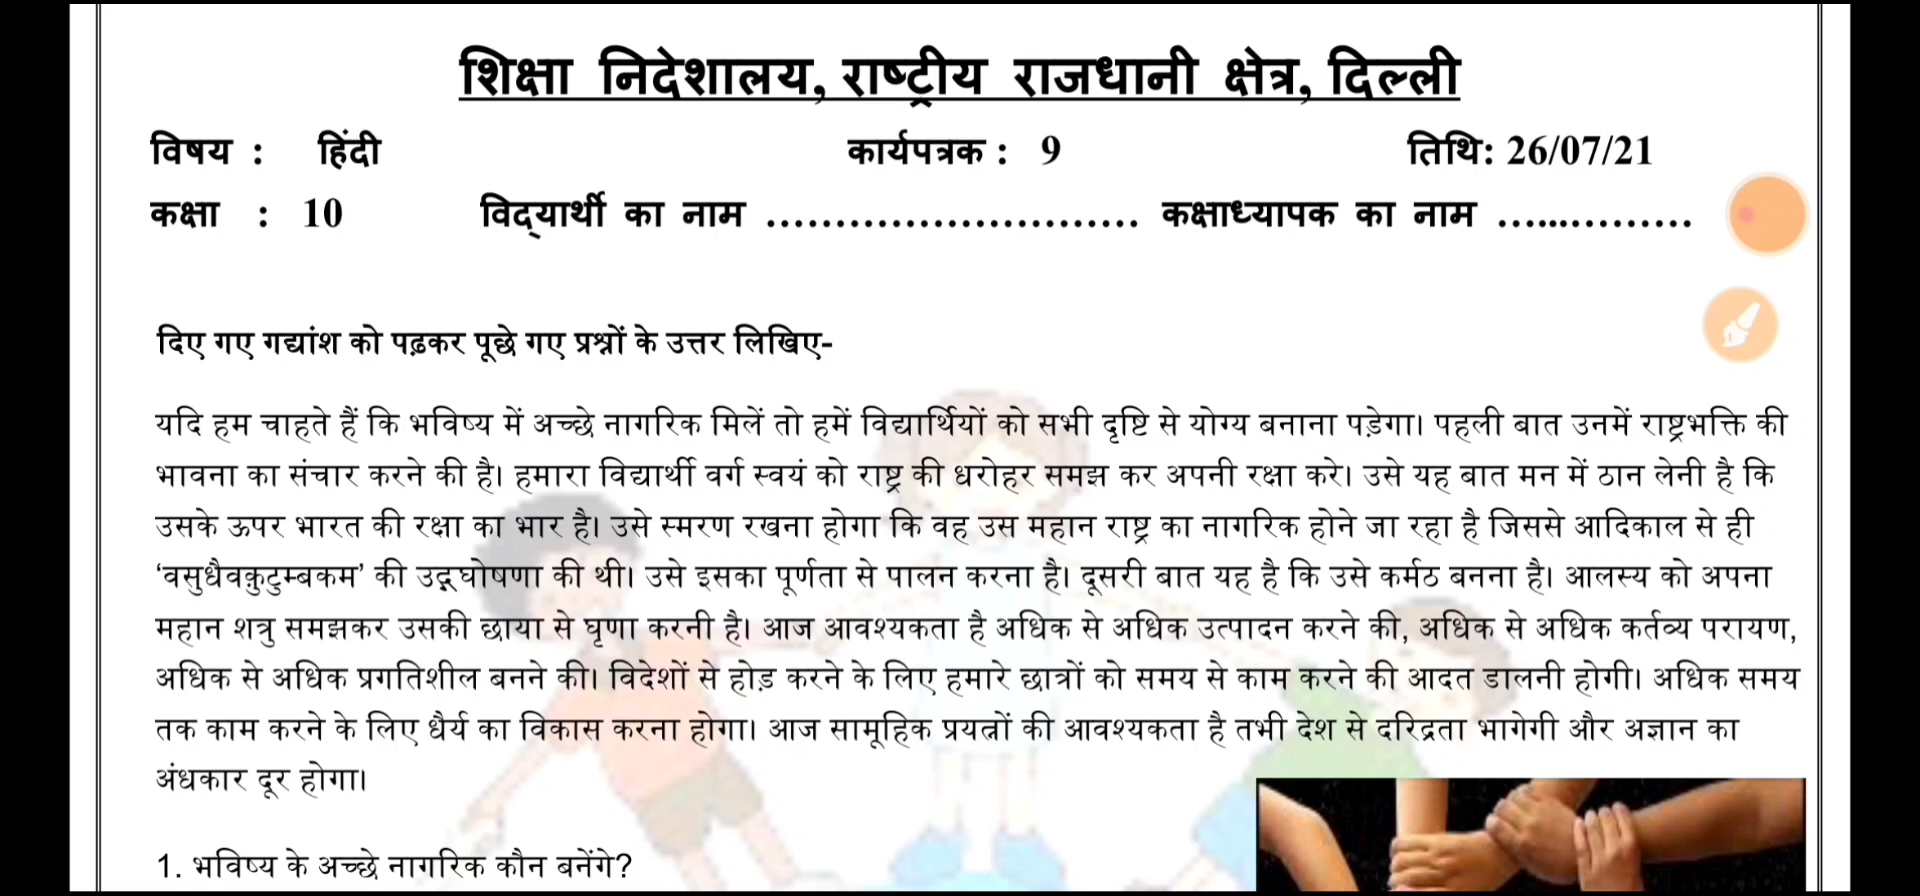 शिक्षा निदेशालय, राष्ट्रीय राजधानी क्षेत्र, दिल्ली
विषय : हिंदी कार्यपत्रक : 9 तिथि: 26/07/21
कक्षा : 10 विद्‌यार्थी का नाम ............................ कक्षाध्यापक का नाम ...............
दिए गए गद्यांश को पढ़कर पूछे गए प्रश्नों के उत्तर लिखिए-
यदि हम चाहते हैं कि भविष्य में अच्छे नागरिक मिलें तो हमें विद्यार्थियों को सभी दृष्टि से योग्य बनाना पड़ेगा। पहली बात उनमें राष्ट्रभक्ति की
भावना का संचार करने की है। हमारा विद्यार्थी वर्ग स्वयं को राष्ट्र की धरोहर समझ कर अपनी रक्षा करे। उसे यह बात मन में ठान लेनी है कि
उसके ऊपर भारत की रक्षा का भार है। उसे स्मरण रखना होगा कि वह उस महान राष्ट्र का नागरिक होने जा रहा है जिससे आदिकाल से ही
‘वसुधैवक़ुटुम्बकम’ की उद्घघोषणा की थी। उसे इसका पूर्णता से पालन करना है। दूसरी बात यह है कि उसे कर्मठ बनना है। आलस्य को अपना
महान शत्रु समझकर उसकी छाया से घृणा करनी है। आज आवश्यकता है अधिक से अधिक उत्पादन करने की, अधिक से अधिक कर्तव्य परायण,
अधिक से अधिक प्रगतिशील बनने की। विदेशों से होड़ करने के लिए हमारे छात्रों को समय से काम करने की आदत डालनी होगी। अधिक समय
तक काम करने के लिए धैर्य का विकास करना होगा। आज सामूहिक प्रयत्नों की आवश्यकता है तभी देश से दरिद्रता भागेगी और अज्ञान का
अंधकार दूर होगा।
1. भविष्य के अच्छे नागरिक कौन बनेंगे?